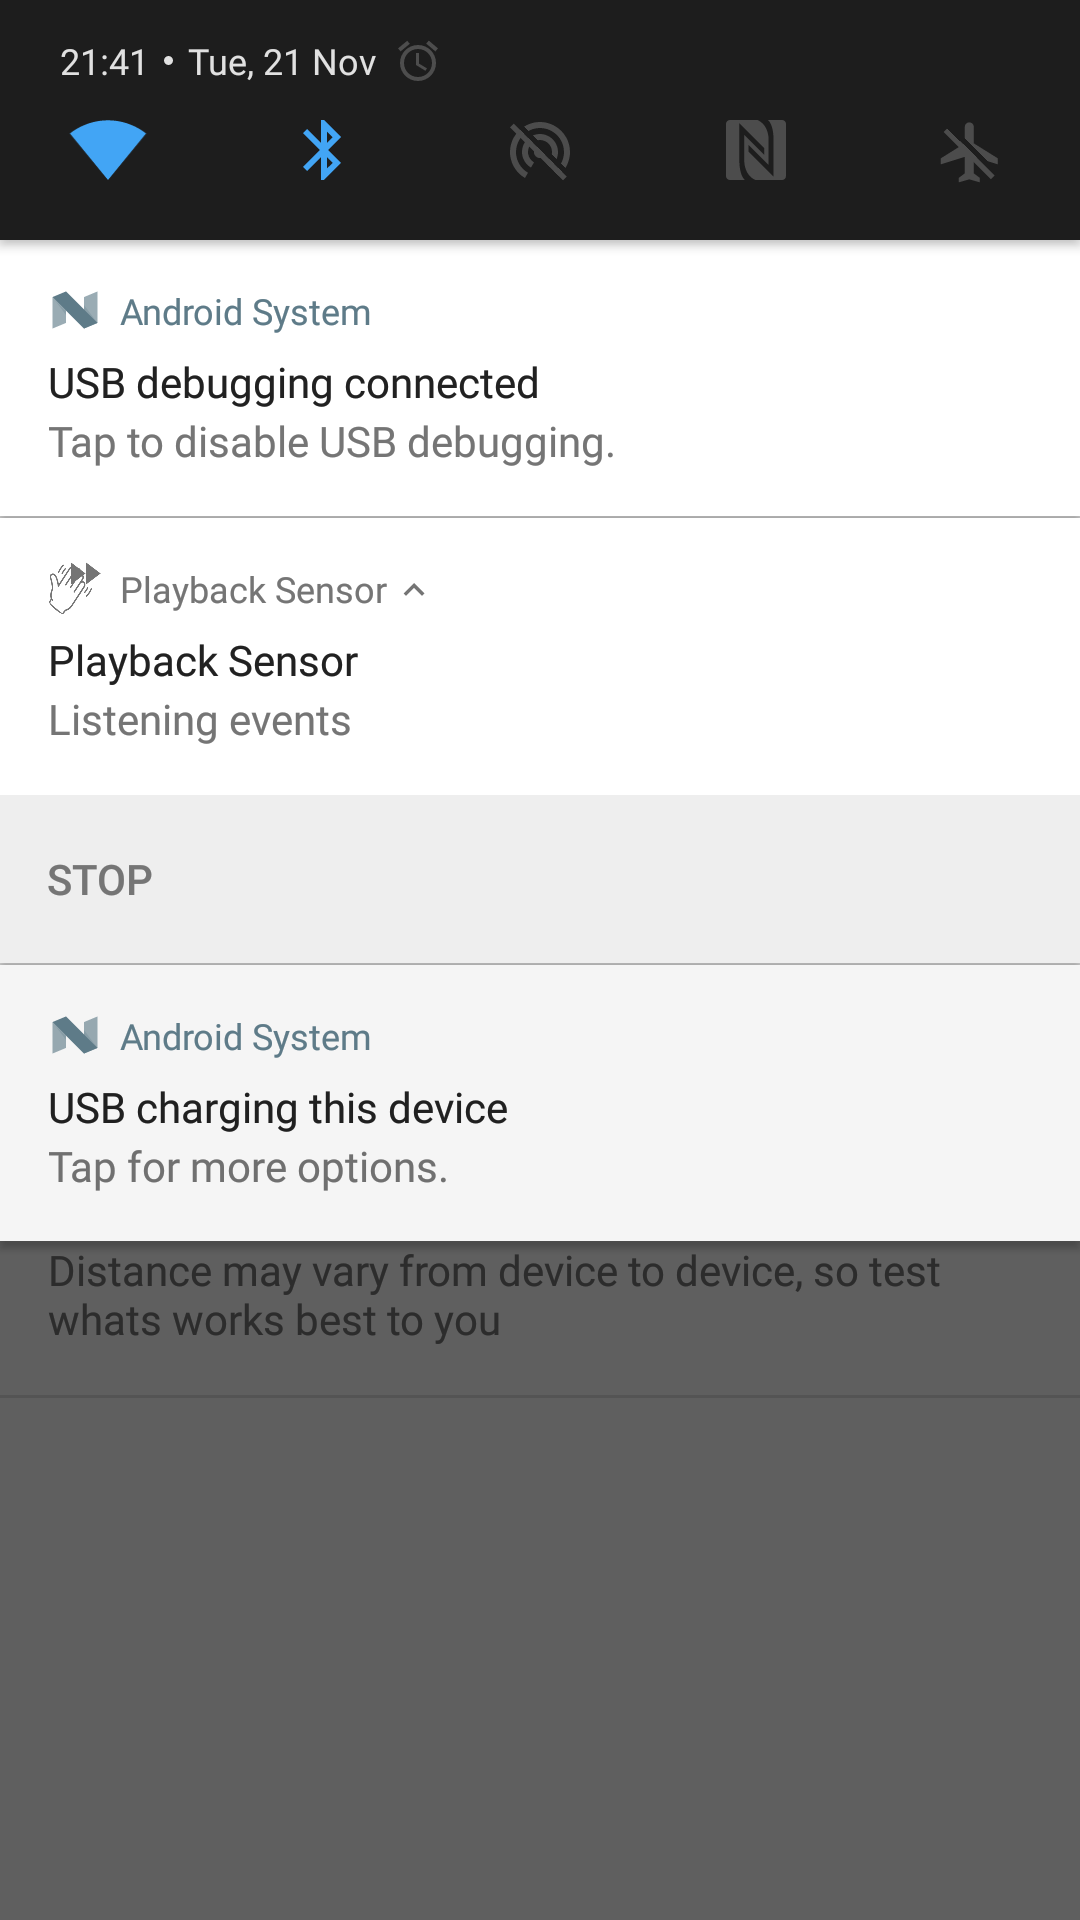 21:41 • Tue, 21 Nov
Android System
USB debugging connected
Tap to disable USB debugging.
Playback Sensor
Playback Sensor
Listening events
STOP
Android System
USB charging this device
Tap for more options.
Distance may vary from device to device, so test
whats works best to you